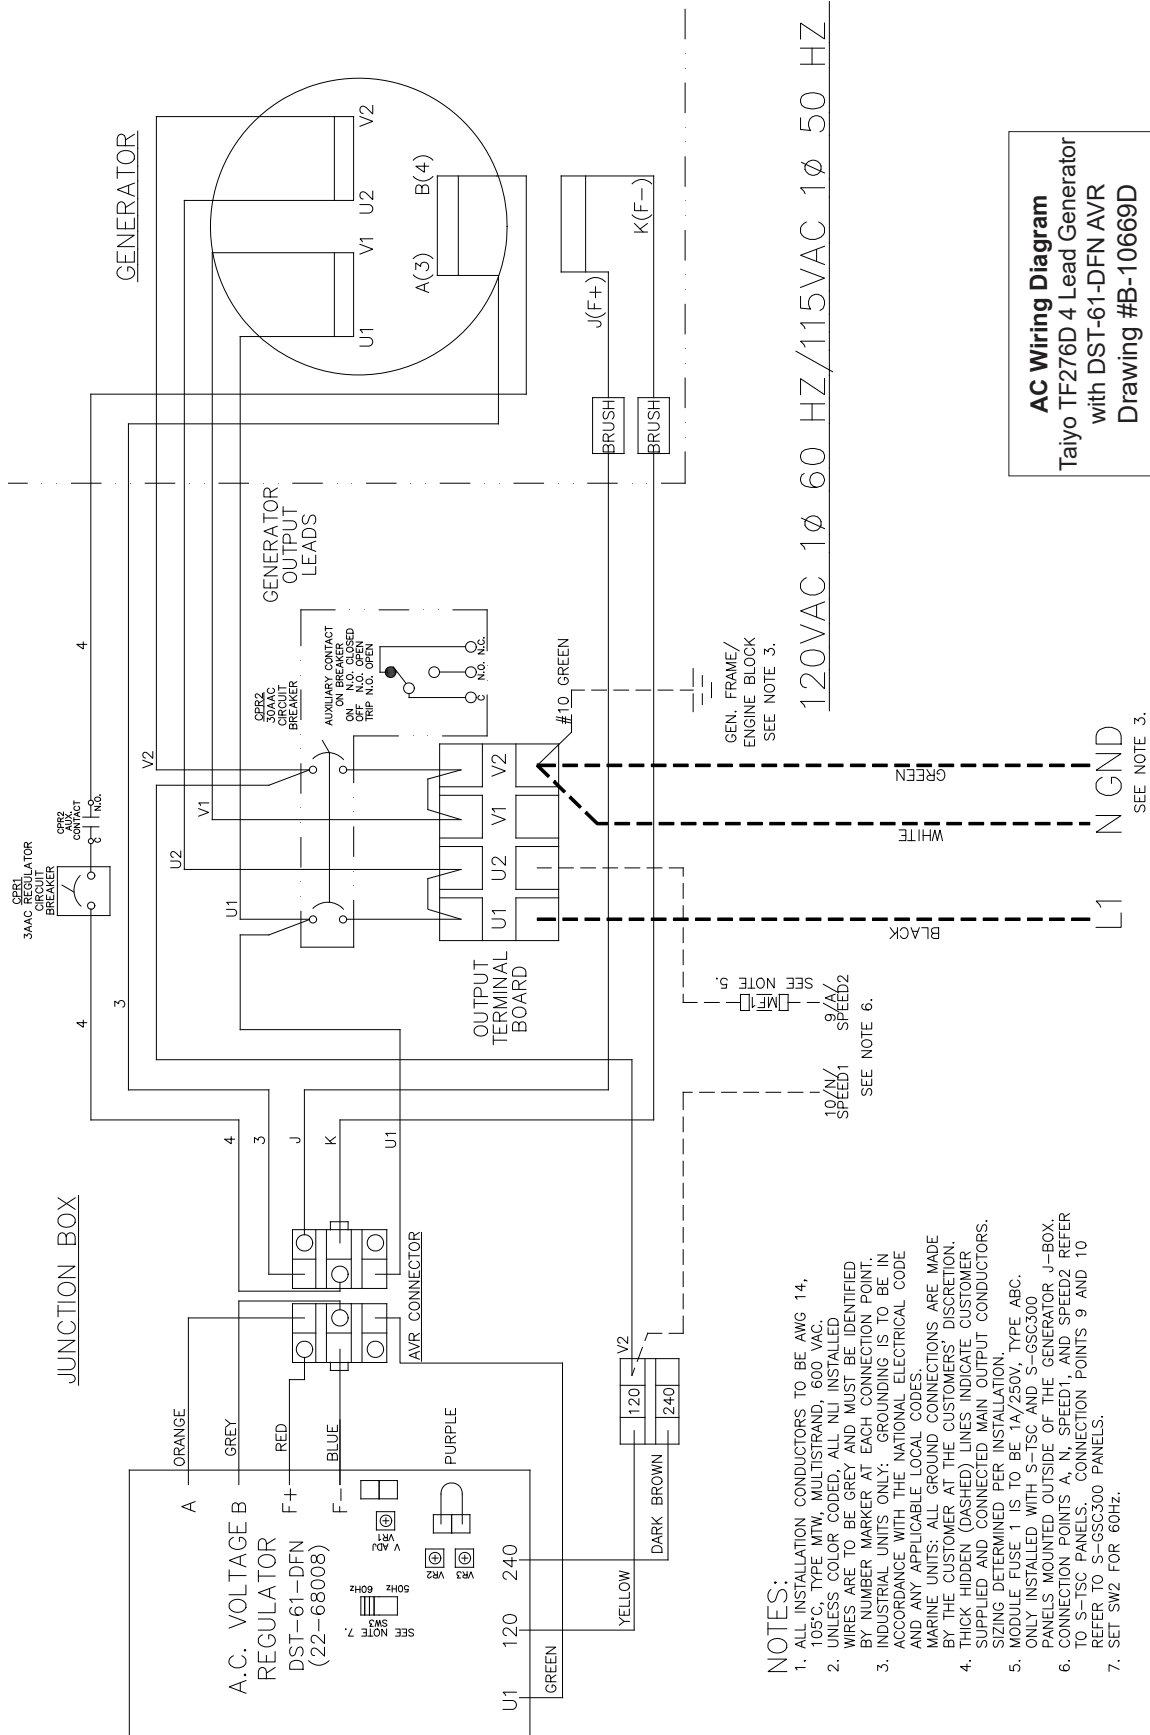 JUNCTION BOX
GENERATOR
A.C. VOLTAGE
REGULATOR
DST-61-DFN
(22-68008)
A
B
F+
F-
ORANGE
GREY
RED
BLUE
PURPLE
V ADJ
VR1
VR2
VR3
50Hz 60Hz
SW3
SEE NOTE 7.
U1
120
240
GREEN
YELLOW
DARK BROWN
120
240
V2
AVR CONNECTOR
4
3
J
K
U1
4
3
4
CPR1
3AAC REGULATOR
CIRCUIT
BREAKER
CPR2
AUX.
CONTACT
C
N.O.
U1
U2
V1
V2
CPR2
30AAC
CIRCUIT
BREAKER
AUXILIARY CONTACT
ON BREAKER
ON N.O. CLOSED
OFF N.O. OPEN
TRIP N.O. OPEN
C
N.O.
N.C.
GENERATOR
OUTPUT
LEADS
OUTPUT
TERMINAL
BOARD
U1
U2
V1
V2
#10 GREEN
GEN. FRAME/
ENGINE BLOCK
SEE NOTE 3.
U1
V1
U2
V2
A(3)
B(4)
J(F+)
K(F-)
BRUSH
BRUSH
MF1
SEE NOTE 5.
10/N/
SPEED1
9/A/
SPEED2
SEE NOTE 6.
BLACK
WHITE
GREEN
L1
N
GND
SEE NOTE 3.
120VAC 1Ø 60 HZ/115VAC 1Ø 50 HZ
NOTES:
1. ALL INSTALLATION CONDUCTORS TO BE AWG 14,
105°C, TYPE MTW, MULTISTRAND, 600 VAC.
2. UNLESS COLOR CODED, ALL NLI INSTALLED
WIRES ARE TO BE GREY AND MUST BE IDENTIFIED
BY NUMBER MARKER AT EACH CONNECTION POINT.
3. INDUSTRIAL UNITS ONLY: GROUNDING IS TO BE IN
ACCORDANCE WITH THE NATIONAL ELECTRICAL CODE
AND ANY APPLICABLE LOCAL CODES.
MARINE UNITS: ALL GROUND CONNECTIONS ARE MADE
BY THE CUSTOMER AT THE CUSTOMERS' DISCRETION.
4. THICK HIDDEN (DASHED) LINES INDICATE CUSTOMER
SUPPLIED AND CONNECTED MAIN OUTPUT CONDUCTORS.
SIZING DETERMINED PER INSTALLATION.
5. MODULE FUSE 1 IS TO BE 1A/250V, TYPE ABC.
ONLY INSTALLED WITH S-TSC AND S-GSC300
PANELS MOUNTED OUTSIDE OF THE GENERATOR J-BOX.
6. CONNECTION POINTS A, N, SPEED1, AND SPEED2 REFER
TO S-TSC PANELS. CONNECTION POINTS 9 AND 10
REFER TO S-GSC300 PANELS.
7. SET SW2 FOR 60Hz.
AC Wiring Diagram
Taiyo TF276D 4 Lead Generator
with DST-61-DFN AVR
Drawing #B-10669D